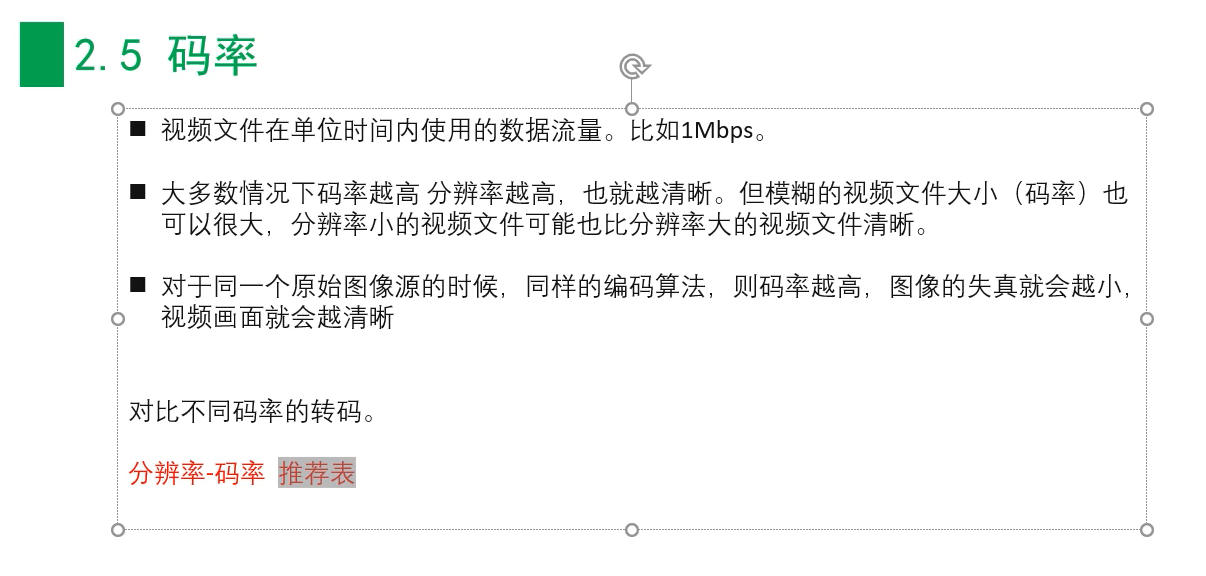 2.5 码率
■ 视频文件在单位时间内使用的数据流量。比如1Mbps。
■ 大多数情况下码率越高 分辨率越高，也就越清晰。但模糊的视频文件大小（码率）也
可以很大，分辨率小的视频文件可能也比分辨率大的视频文件清晰。
■ 对于同一个原始图像源的时候，同样的编码算法，则码率越高，图像的失真就会越小，
视频画面就会越清晰
对比不同码率的转码。
分辨率-码率 推荐表